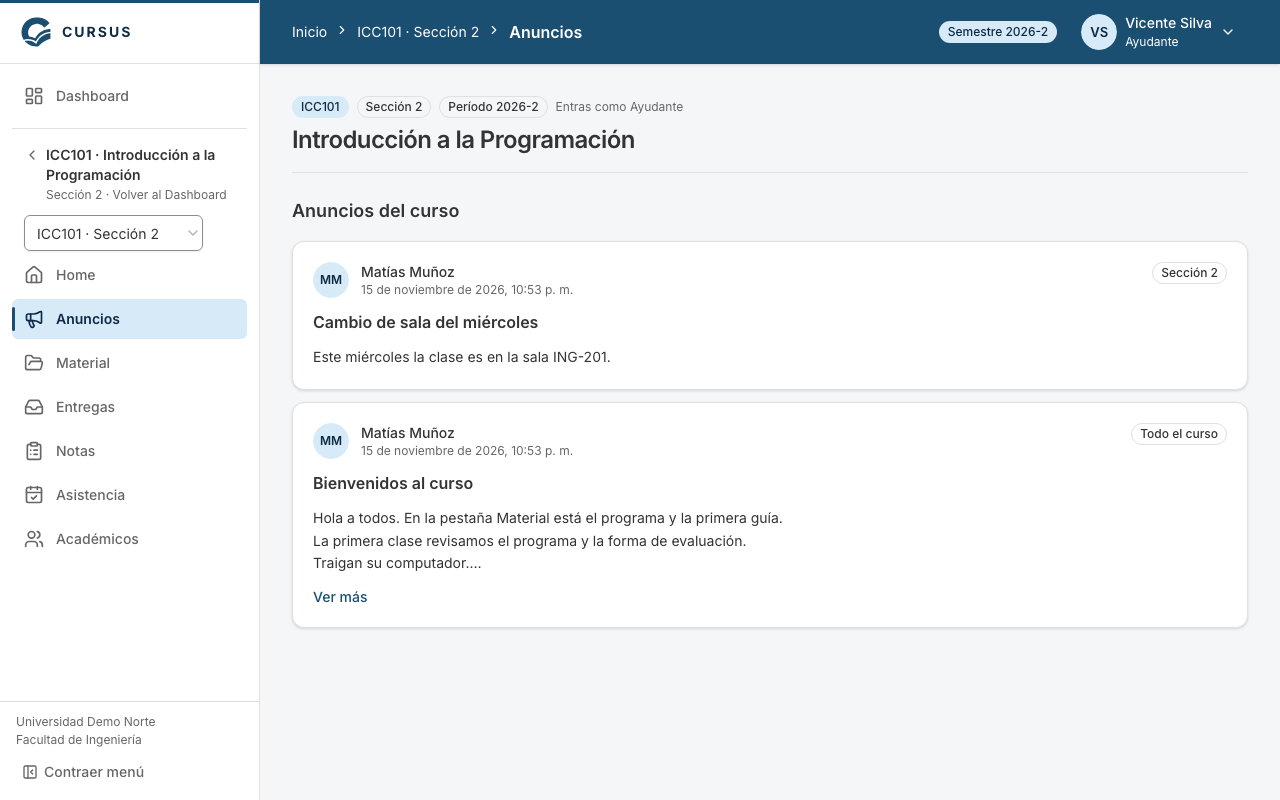 CURSUS
Inicio > ICC101 · Sección 2 > Anuncios
Semestre 2026-2
VS
Vicente Silva
Ayudante
Dashboard
ICC101 · Introducción a la
Programación
Sección 2 · Volver al Dashboard
ICC101 · Sección 2
Home
Anuncios
Material
Entregas
Notas
Asistencia
Académicos
Universidad Demo Norte
Facultad de Ingeniería
Contraer menú
ICC101 Sección 2 Período 2026-2 Entras como Ayudante
Introducción a la Programación
Anuncios del curso
MM
Matías Muñoz
15 de noviembre de 2026, 10:53 p. m.
Sección 2
Cambio de sala del miércoles
Este miércoles la clase es en la sala ING-201.
MM
Matías Muñoz
15 de noviembre de 2026, 10:53 p. m.
Todo el curso
Bienvenidos al curso
Hola a todos. En la pestaña Material está el programa y la primera guía.
La primera clase revisamos el programa y la forma de evaluación.
Traigan su computador....
Ver más